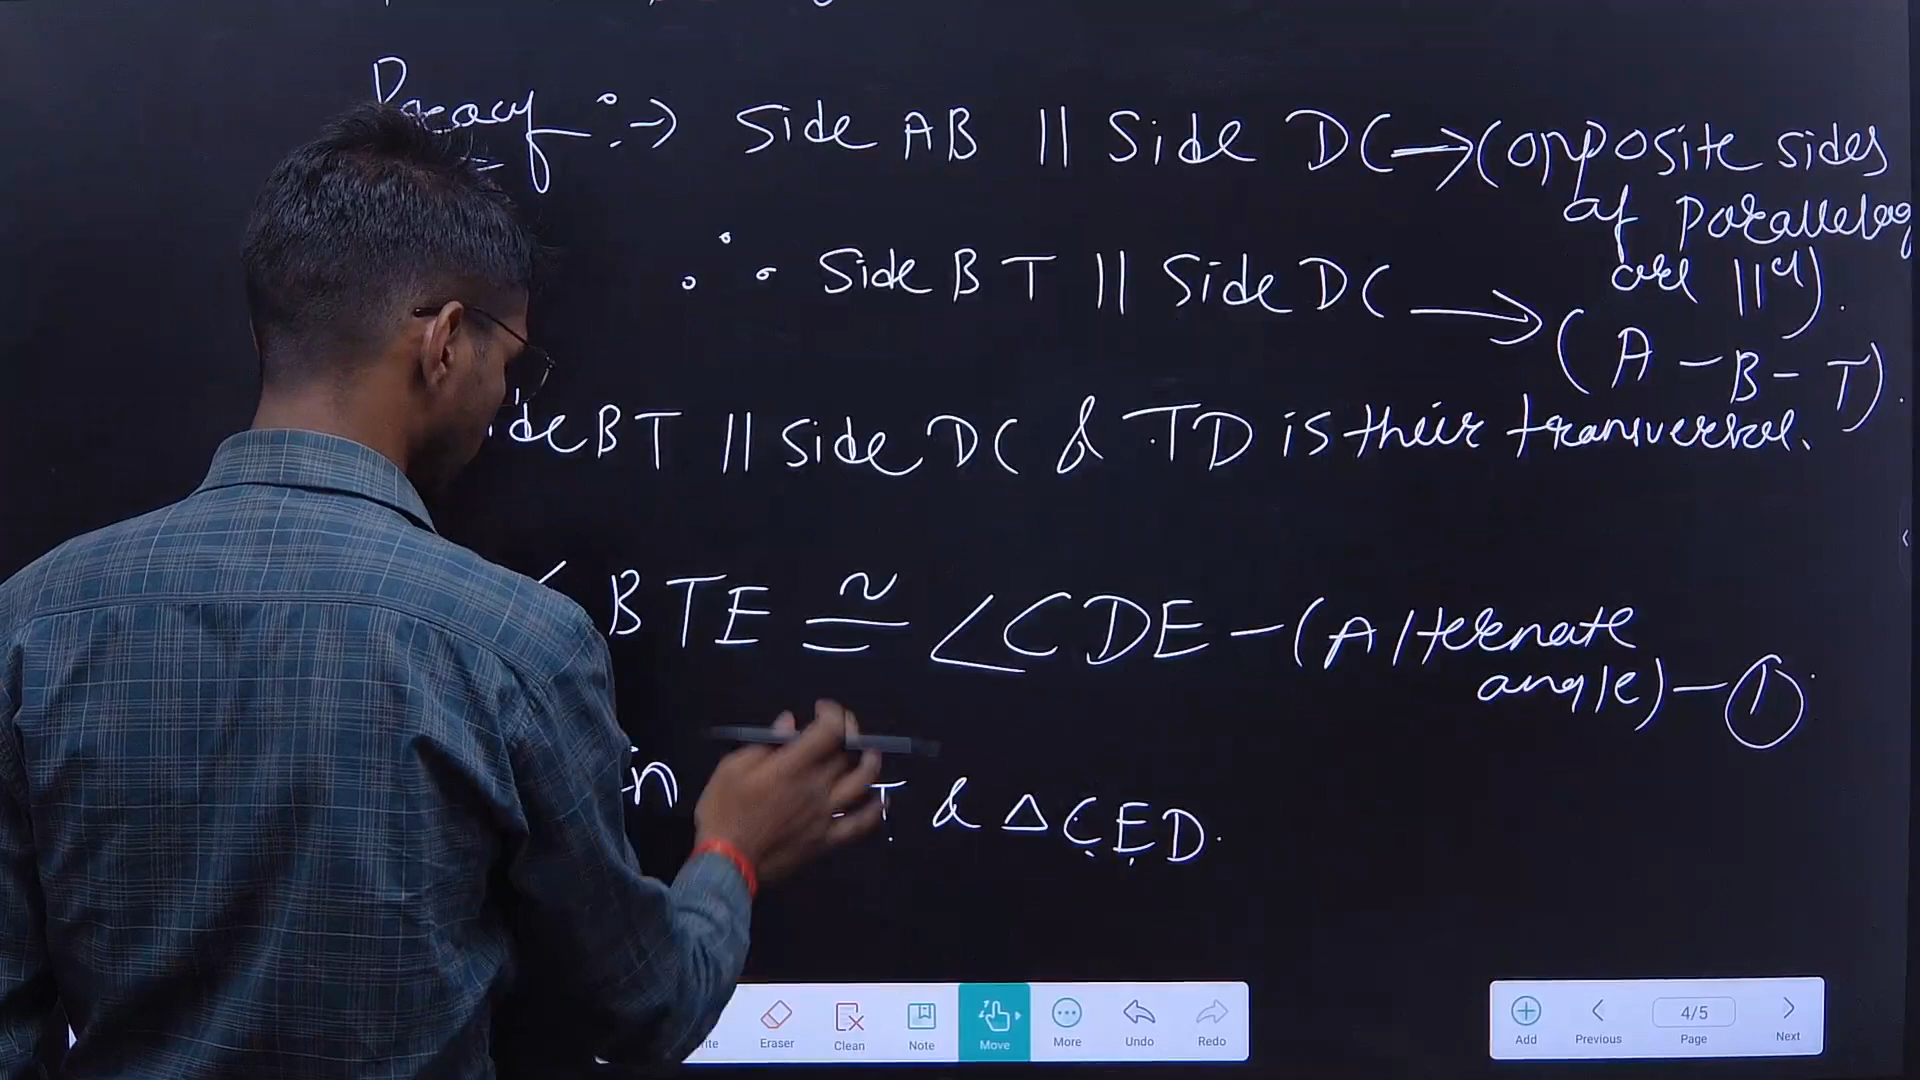 Proof :→ Side AB || Side DC → (opposite sides
of parallelog
are ||el).
∴ Side BT || Side DC → (A - B - T).
ide BT || side DC & TD is their transversal.
∠BTE ≅ ∠CDE - (Alternate
angle) - ①
in T & △CED.
Eraser Clean Note Move More Undo Redo
Add Previous 4/5 Page Next